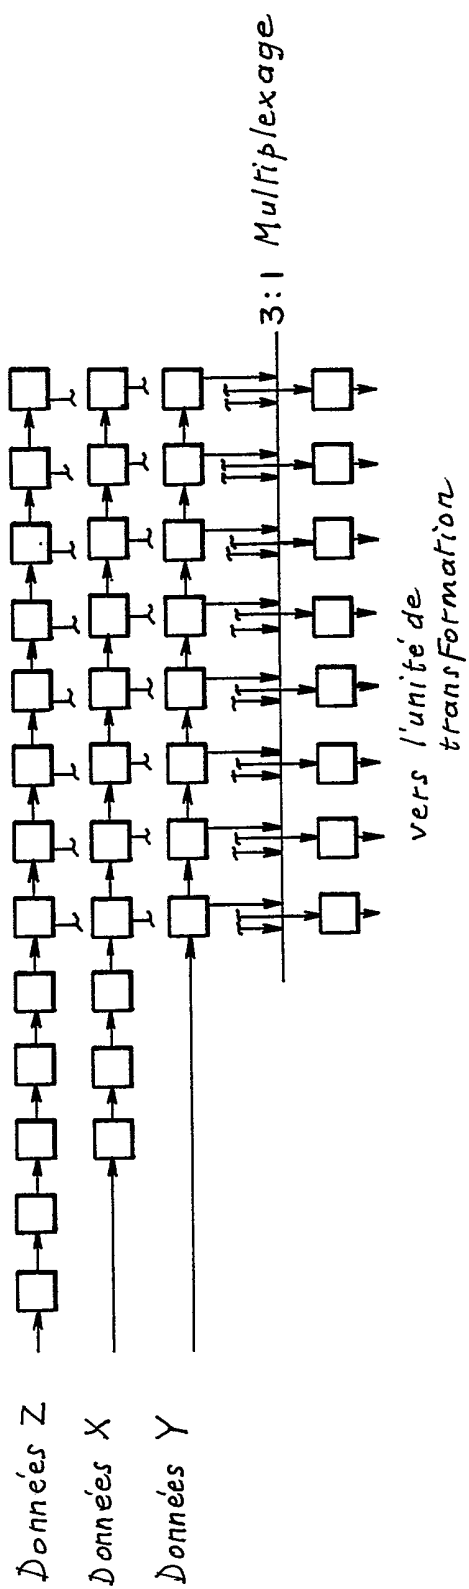 Données Z
Données X
Données Y
3:1 Multiplexage
vers l'unité de
transformation